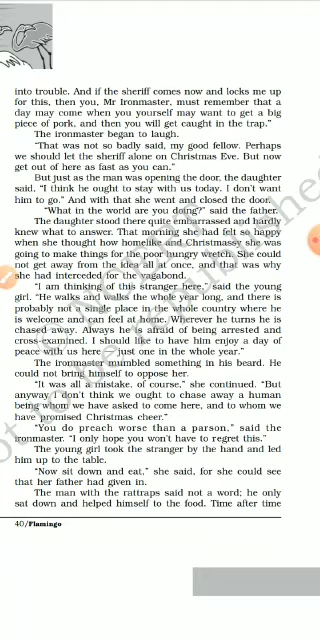 into trouble. And if the sheriff comes now and locks me up
for this, then you, Mr Ironmaster, must remember that a
day may come when you yourself may want to get a big
piece of pork, and then you will get caught in the trap.”
The ironmaster began to laugh.
“That was not so badly said, my good fellow. Perhaps
we should let the sheriff alone on Christmas Eve. But now
get out of here as fast as you can.”
But just as the man was opening the door, the daughter
said, “I think he ought to stay with us today. I don't want
him to go.” And with that she went and closed the door.
“What in the world are you doing?” said the father.
The daughter stood there quite embarrassed and hardly
knew what to answer. That morning she had felt so happy
when she thought how homelike and Christmassy she was
going to make things for the poor hungry wretch. She could
not get away from the idea all at once, and that was why
she had interceded for the vagabond.
“I am thinking of this stranger here,” said the young
girl. “He walks and walks the whole year long, and there is
probably not a single place in the whole country where he
is welcome and can feel at home. Wherever he turns he is
chased away. Always he is afraid of being arrested and
cross-examined. I should like to have him enjoy a day of
peace with us here — just one in the whole year.”
The ironmaster mumbled something in his beard. He
could not bring himself to oppose her.
“It was all a mistake, of course,” she continued. “But
anyway I don't think we ought to chase away a human
being whom we have asked to come here, and to whom we
have promised Christmas cheer.”
“You do preach worse than a parson,” said the
ironmaster. “I only hope you won't have to regret this.”
The young girl took the stranger by the hand and led
him up to the table.
“Now sit down and eat,” she said, for she could see
that her father had given in.
The man with the rattraps said not a word; he only
sat down and helped himself to the food. Time after time
40/Flamingo